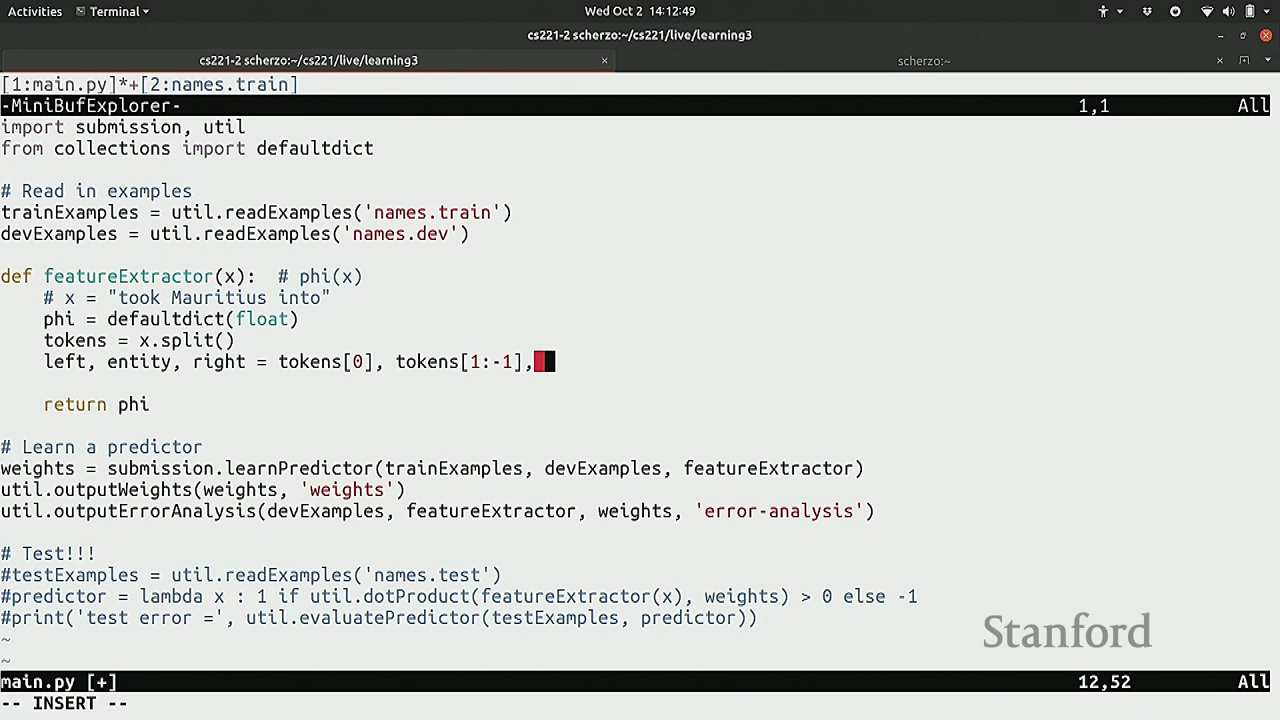 Activities Terminal Wed Oct 2 14:12:49
cs221-2 scherzo:~/cs221/live/learning3
cs221-2 scherzo:~/cs221/live/learning3 × scherzo:~ ×
[1:main.py]*+[2:names.train]
-MiniBufExplorer- 1,1 All
import submission, util
from collections import defaultdict
# Read in examples
trainExamples = util.readExamples('names.train')
devExamples = util.readExamples('names.dev')
def featureExtractor(x):  # phi(x)
    # x = "took Mauritius into"
    phi = defaultdict(float)
    tokens = x.split()
    left, entity, right = tokens[0], tokens[1:-1],
    return phi
# Learn a predictor
weights = submission.learnPredictor(trainExamples, devExamples, featureExtractor)
util.outputWeights(weights, 'weights')
util.outputErrorAnalysis(devExamples, featureExtractor, weights, 'error-analysis')
# Test!!!
#testExamples = util.readExamples('names.test')
#predictor = lambda x : 1 if util.dotProduct(featureExtractor(x), weights) > 0 else -1
#print('test error =', util.evaluatePredictor(testExamples, predictor))
~
~
Stanford
main.py [+] 12,52 All
-- INSERT --